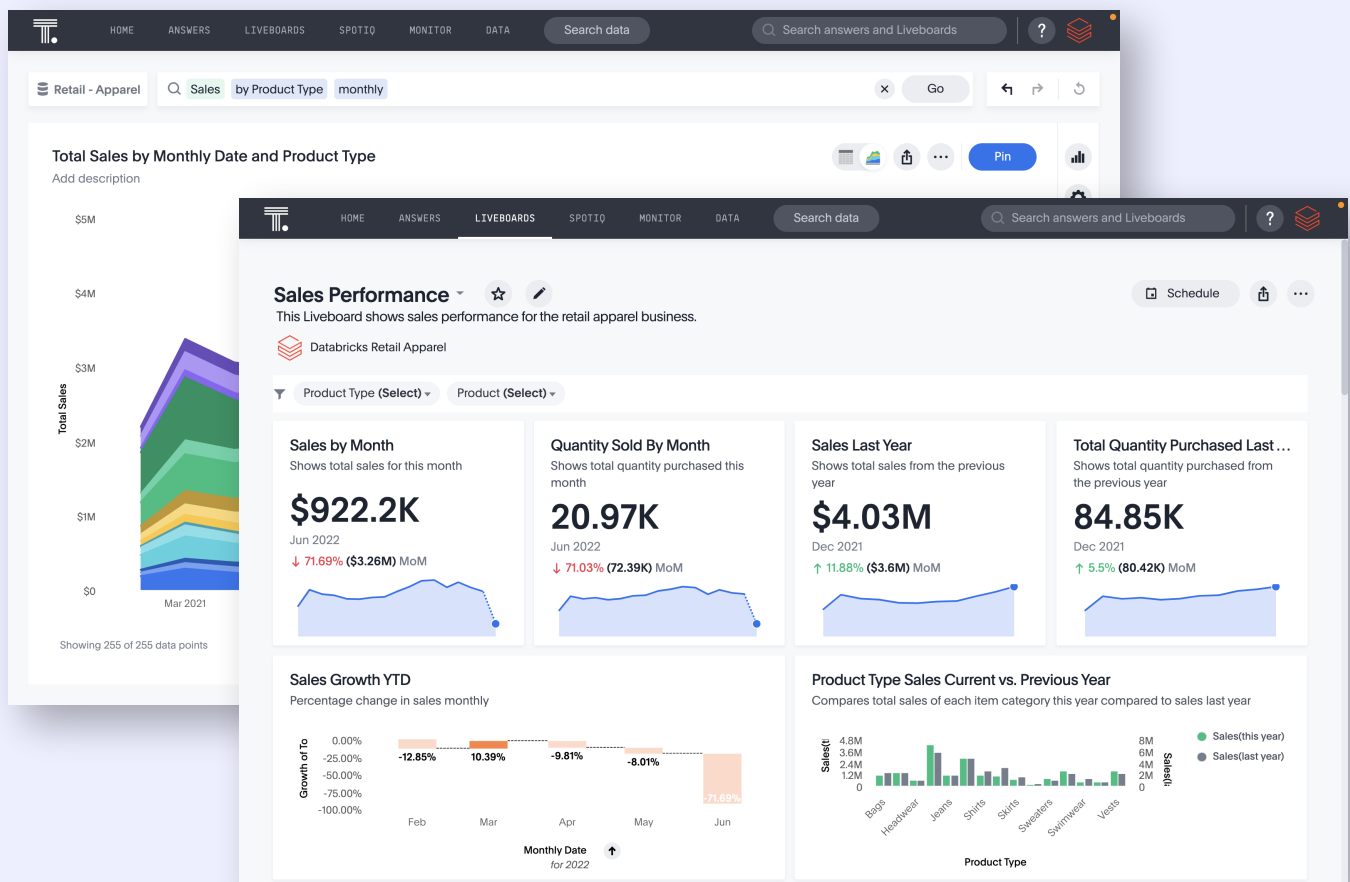 HOME ANSWERS LIVEBOARDS SPOTIQ MONITOR DATA Search data Search answers and Liveboards ?
Retail - Apparel Sales by Product Type monthly Go
Total Sales by Monthly Date and Product Type
Add description
Pin
$5M
$4M
$3M
$2M
$1M
$0
Total Sales
Mar 2021
Showing 255 of 255 data points
HOME ANSWERS LIVEBOARDS SPOTIQ MONITOR DATA Search data Search answers and Liveboards ?
Sales Performance
Schedule
This Liveboard shows sales performance for the retail apparel business.
Databricks Retail Apparel
Product Type (Select) Product (Select)
Sales by Month
Shows total sales for this month
$922.2K
Jun 2022
↓ 71.69% ($3.26M) MoM
Quantity Sold By Month
Shows total quantity purchased this
month
20.97K
Jun 2022
↓ 71.03% (72.39K) MoM
Sales Last Year
Shows total sales from the previous
year
$4.03M
Dec 2021
↑ 11.88% ($3.6M) MoM
Total Quantity Purchased Last ...
Shows total quantity purchased from
the previous year
84.85K
Dec 2021
↑ 5.5% (80.42K) MoM
Sales Growth YTD
Percentage change in sales monthly
Growth of To
0.00%
-25.00%
-50.00%
-75.00%
-100.00%
-12.85% 10.39% -9.81% -8.01% -71.69%
Feb Mar Apr May Jun
Monthly Date
for 2022
Product Type Sales Current vs. Previous Year
Compares total sales of each item category this year compared to sales last year
Sales(t
4.8M
3.6M
2.4M
1.2M
0
8M
6M
4M
2M
0
Sales(l
Sales(this year)
Sales(last year)
Bags Headwear Jeans Shirts Skirts Sweaters Swimwear Vests
Product Type